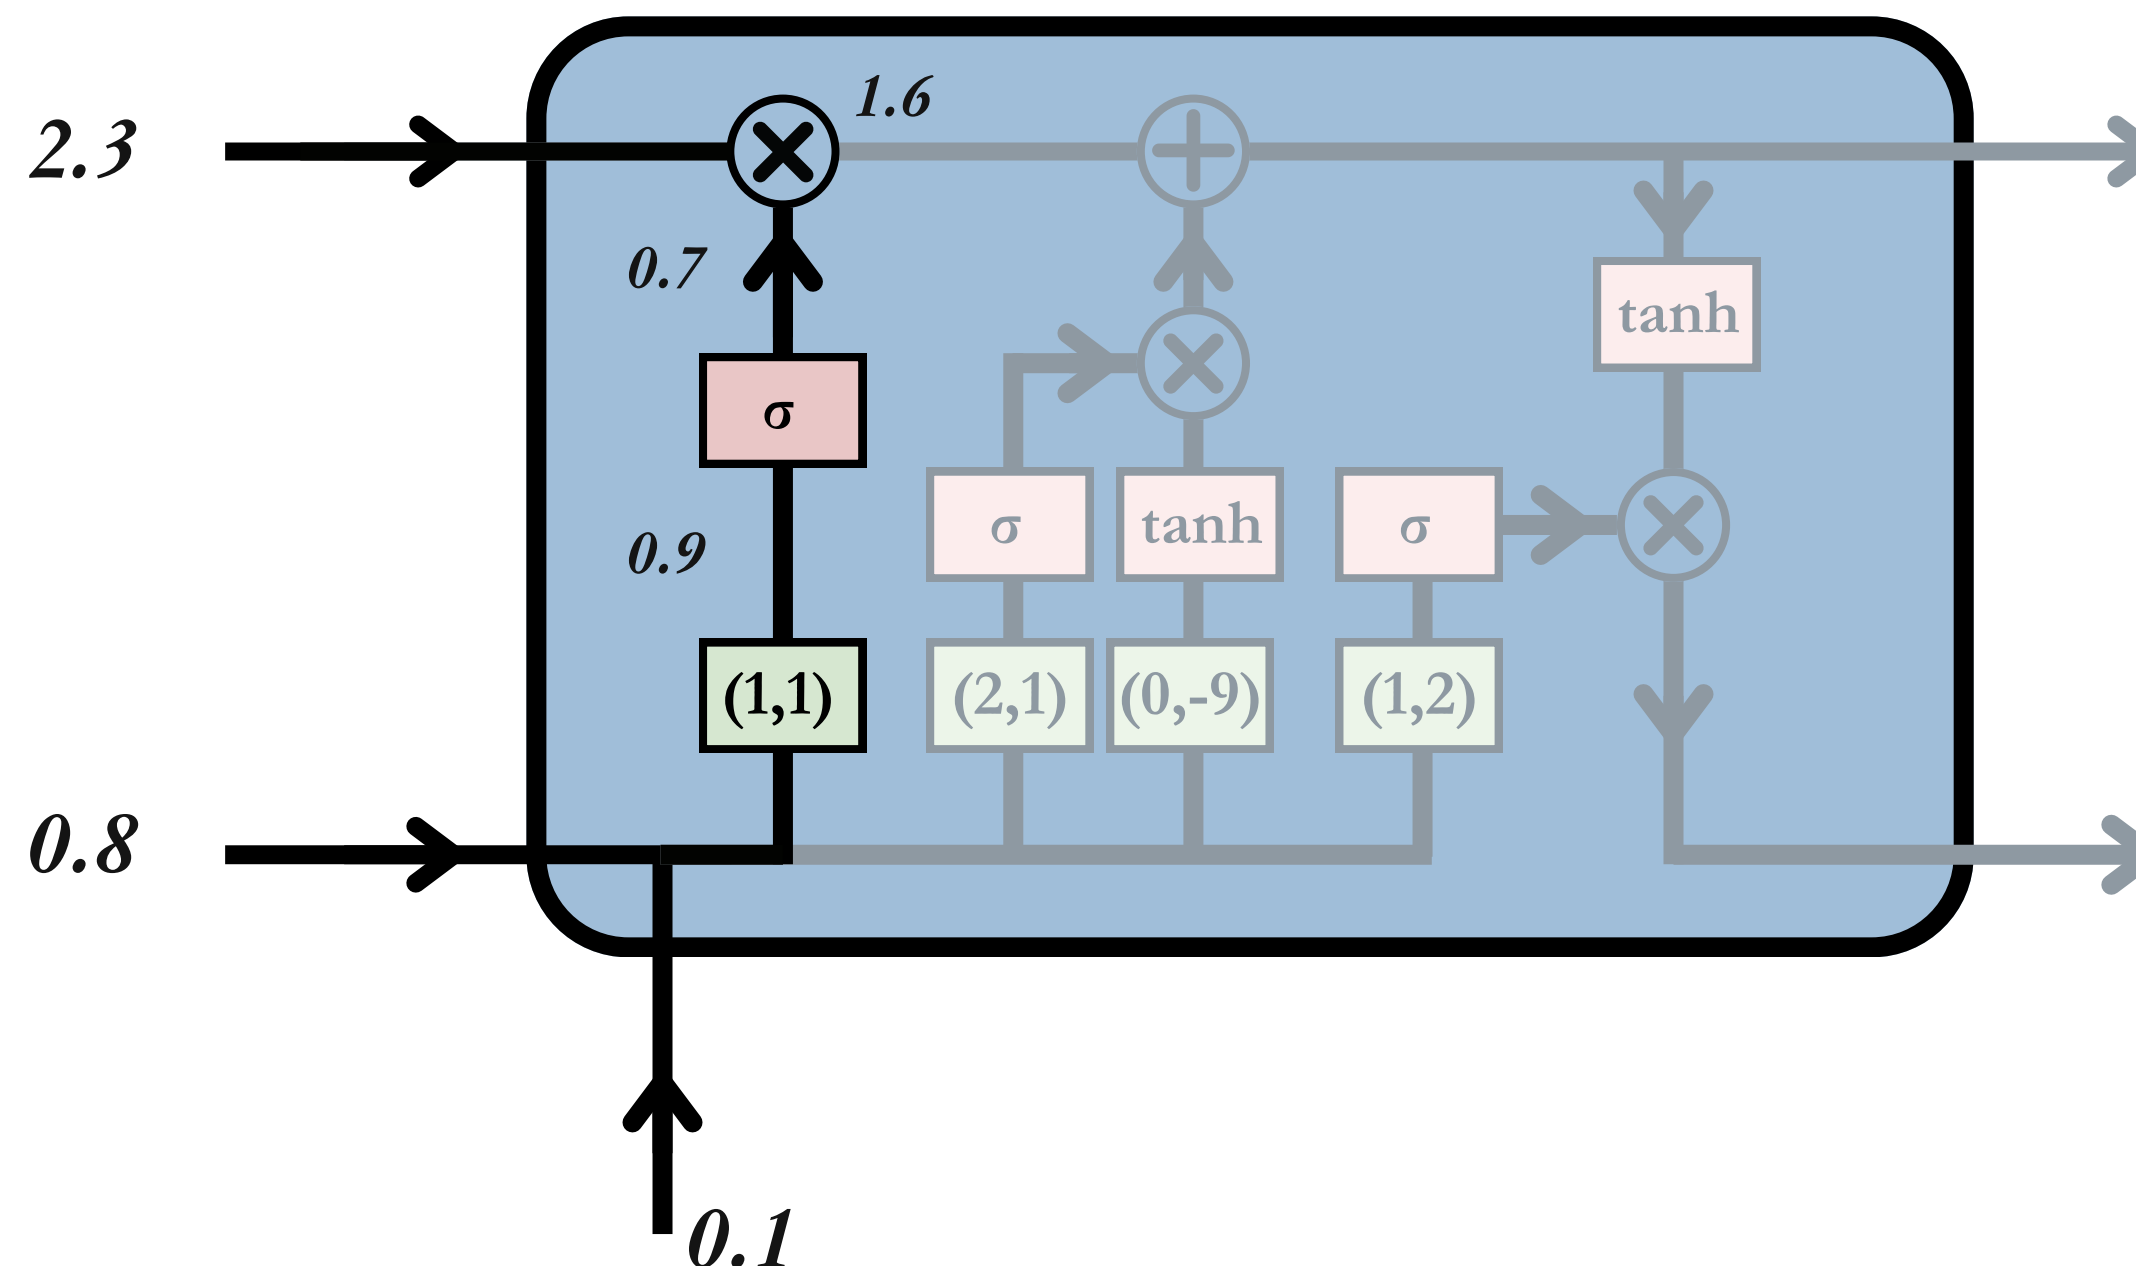 1.6
2.3
0.7
tanh
σ
0.9
σ
tanh
σ
(1,1)
(2,1)
(0,-9)
(1,2)
0.8
0.1